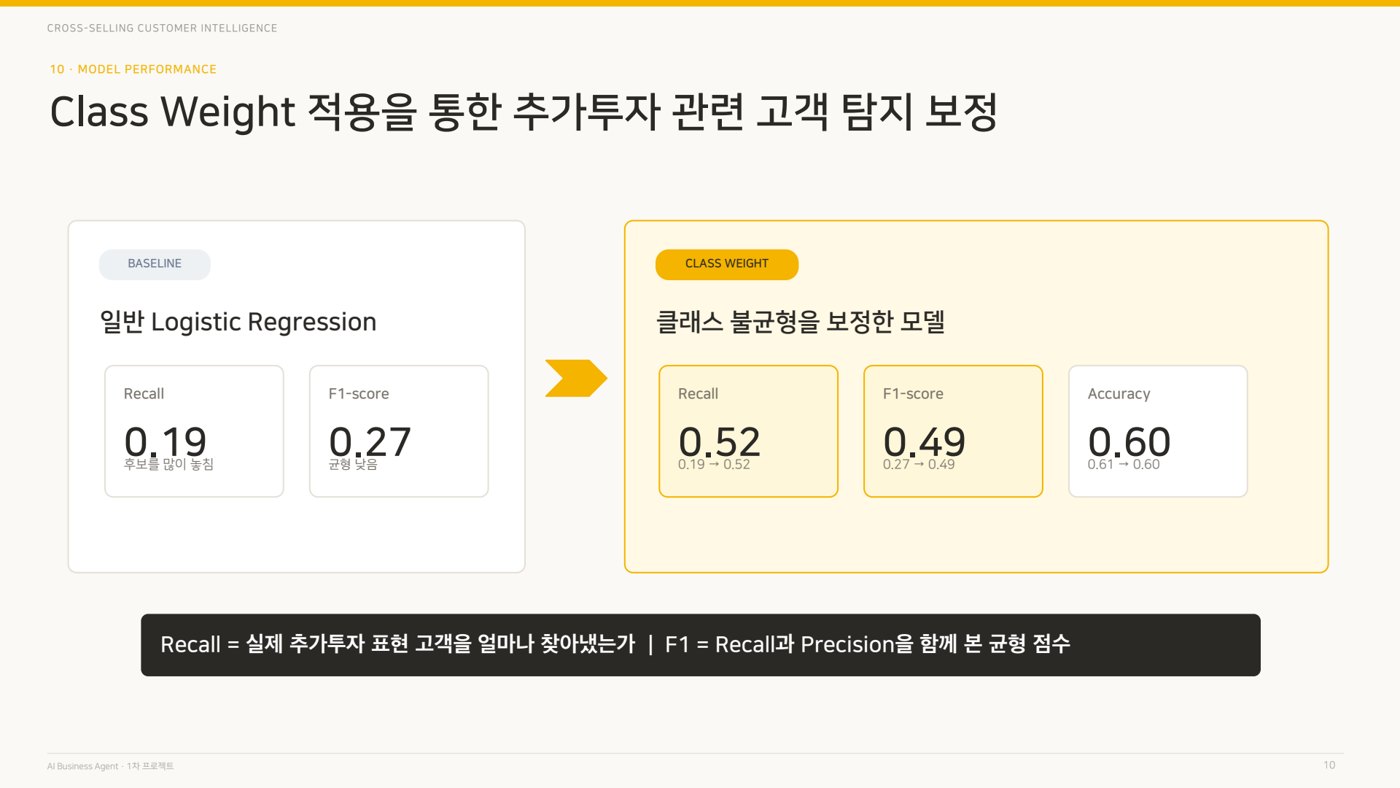 CROSS-SELLING CUSTOMER INTELLIGENCE
10 · MODEL PERFORMANCE
Class Weight 적용을 통한 추가투자 관련 고객 탐지 보정
BASELINE
일반 Logistic Regression
Recall
0.19
후보를 많이 놓침
F1-score
0.27
균형 낮음
CLASS WEIGHT
클래스 불균형을 보정한 모델
Recall
0.52
0.19 → 0.52
F1-score
0.49
0.27 → 0.49
Accuracy
0.60
0.61 → 0.60
Recall = 실제 추가투자 표현 고객을 얼마나 찾아냈는가 | F1 = Recall과 Precision을 함께 본 균형 점수
AI Business Agent · 1차 프로젝트
10